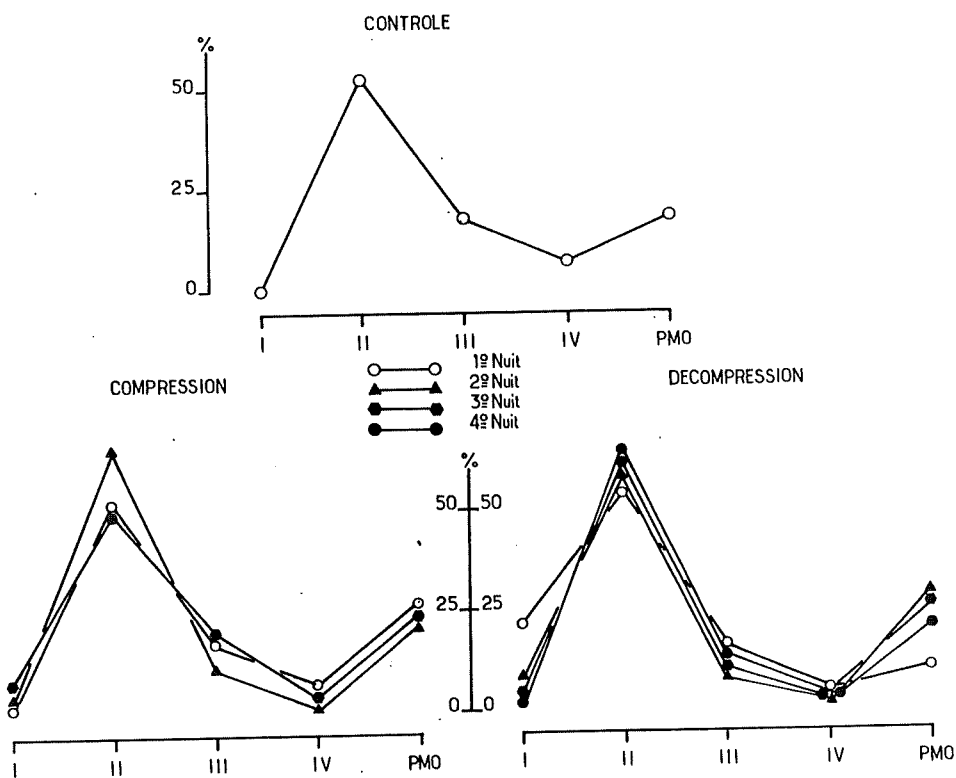 CONTROLE
%
50
25
0
I II III IV PMO
1º Nuit
2º Nuit
3º Nuit
4º Nuit
COMPRESSION
DECOMPRESSION
%
50 50
25 25
0 0
I II III IV PMO
I II III IV PMO